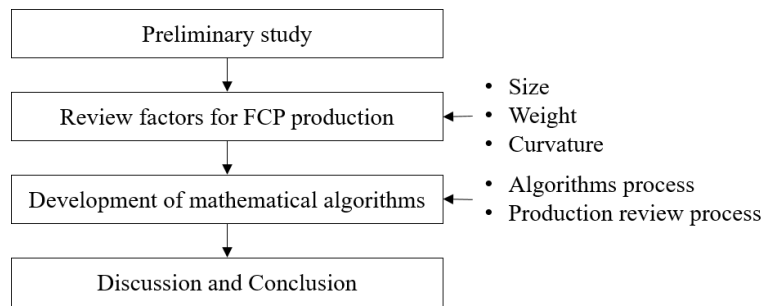 Preliminary study
Review factors for FCP production
• Size
• Weight
• Curvature
Development of mathematical algorithms
• Algorithms process
• Production review process
Discussion and Conclusion